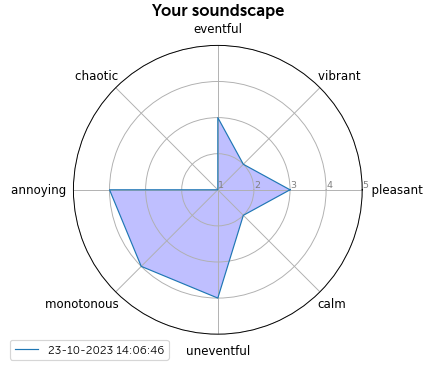 Your soundscape
eventful
chaotic
vibrant
annoying
1 2 3 4 5
pleasant
monotonous
calm
uneventful
23-10-2023 14:06:46